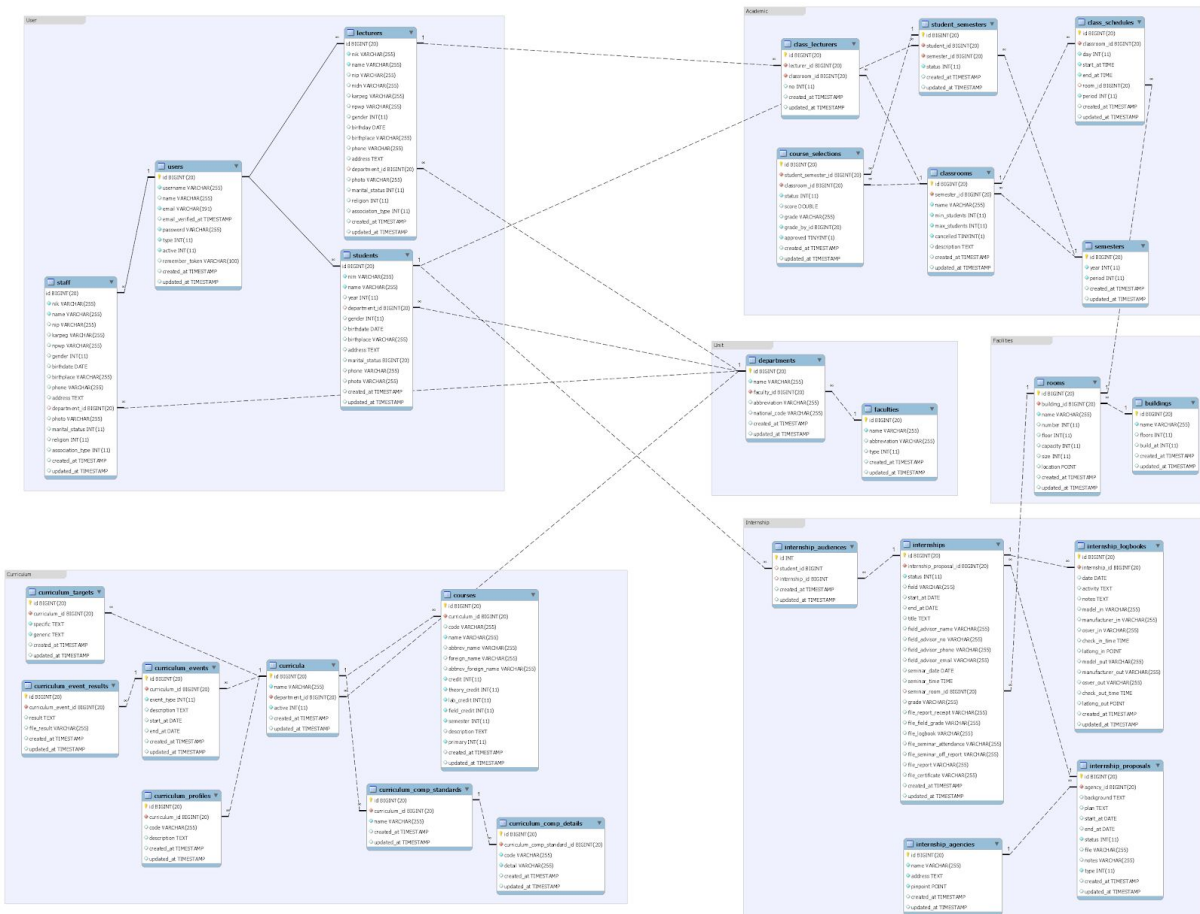 User
lecturers
id BIGINT(20)
nik VARCHAR(255)
name VARCHAR(255)
nip VARCHAR(255)
nidn VARCHAR(255)
karpeg VARCHAR(255)
npwp VARCHAR(255)
gender INT(11)
birthday DATE
birthplace VARCHAR(255)
phone VARCHAR(255)
address TEXT
department_id BIGINT(20)
photo VARCHAR(255)
marital_status INT(11)
religion INT(11)
association_type INT(11)
created_at TIMESTAMP
updated_at TIMESTAMP
users
id BIGINT(20)
username VARCHAR(255)
name VARCHAR(255)
email VARCHAR(191)
email_verified_at TIMESTAMP
password VARCHAR(255)
type INT(11)
active INT(11)
remember_token VARCHAR(100)
created_at TIMESTAMP
updated_at TIMESTAMP
students
id BIGINT(20)
nim VARCHAR(255)
name VARCHAR(255)
year INT(11)
department_id BIGINT(20)
gender INT(11)
birthdate DATE
birthplace VARCHAR(255)
address TEXT
marital_status BIGINT(20)
phone VARCHAR(255)
photo VARCHAR(255)
created_at TIMESTAMP
updated_at TIMESTAMP
staff
id BIGINT(20)
nik VARCHAR(255)
name VARCHAR(255)
nip VARCHAR(255)
karpeg VARCHAR(255)
npwp VARCHAR(255)
gender INT(11)
birthdate DATE
birthplace VARCHAR(255)
phone VARCHAR(255)
address TEXT
department_id BIGINT(20)
photo VARCHAR(255)
marital_status INT(11)
religion INT(11)
association_type INT(11)
created_at TIMESTAMP
updated_at TIMESTAMP
Academic
class_lecturers
id BIGINT(20)
lecturer_id BIGINT(20)
classroom_id BIGINT(20)
no INT(11)
created_at TIMESTAMP
updated_at TIMESTAMP
student_semesters
id BIGINT(20)
student_id BIGINT(20)
semester_id BIGINT(20)
status INT(11)
created_at TIMESTAMP
updated_at TIMESTAMP
class_schedules
id BIGINT(20)
classroom_id BIGINT(20)
day INT(11)
start_at TIME
end_at TIME
room_id BIGINT(20)
period INT(11)
created_at TIMESTAMP
updated_at TIMESTAMP
course_selections
id BIGINT(20)
student_semester_id BIGINT(20)
classroom_id BIGINT(20)
status INT(11)
score DOUBLE
grade VARCHAR(255)
grade_by_id BIGINT(20)
approved TINYINT(1)
created_at TIMESTAMP
updated_at TIMESTAMP
classrooms
id BIGINT(20)
semester_id BIGINT(20)
name VARCHAR(255)
min_students INT(11)
max_students INT(11)
cancelled TINYINT(1)
description TEXT
created_at TIMESTAMP
updated_at TIMESTAMP
semesters
id BIGINT(20)
year INT(11)
period INT(11)
created_at TIMESTAMP
updated_at TIMESTAMP
Unit
departments
id BIGINT(20)
name VARCHAR(255)
faculty_id BIGINT(20)
abbreviation VARCHAR(255)
national_code VARCHAR(255)
created_at TIMESTAMP
updated_at TIMESTAMP
faculties
id BIGINT(20)
name VARCHAR(255)
abbreviation VARCHAR(255)
type INT(11)
created_at TIMESTAMP
updated_at TIMESTAMP
Facilities
rooms
id BIGINT(20)
building_id BIGINT(20)
name VARCHAR(255)
number INT(11)
floor INT(11)
capacity INT(11)
size INT(11)
location POINT
created_at TIMESTAMP
updated_at TIMESTAMP
buildings
id BIGINT(20)
name VARCHAR(255)
floors INT(11)
build_at INT(11)
created_at TIMESTAMP
updated_at TIMESTAMP
Curriculum
curriculum_targets
id BIGINT(20)
curriculum_id BIGINT(20)
specific TEXT
generic TEXT
created_at TIMESTAMP
updated_at TIMESTAMP
curriculum_event_results
id BIGINT(20)
curriculum_event_id BIGINT(20)
result TEXT
file_result VARCHAR(255)
created_at TIMESTAMP
updated_at TIMESTAMP
curriculum_events
id BIGINT(20)
curriculum_id BIGINT(20)
event_type INT(11)
description TEXT
start_at DATE
end_at DATE
created_at TIMESTAMP
updated_at TIMESTAMP
curricula
id BIGINT(20)
name VARCHAR(255)
department_id BIGINT(20)
active INT(11)
created_at TIMESTAMP
updated_at TIMESTAMP
courses
id BIGINT(20)
curriculum_id BIGINT(20)
code VARCHAR(255)
name VARCHAR(255)
abbrev_name VARCHAR(255)
foreign_name VARCHAR(255)
abbrev_foreign_name VARCHAR(255)
credit INT(11)
theory_credit INT(11)
lab_credit INT(11)
field_credit INT(11)
semester INT(11)
description TEXT
primary INT(11)
created_at TIMESTAMP
updated_at TIMESTAMP
curriculum_profiles
id BIGINT(20)
curriculum_id BIGINT(20)
code VARCHAR(255)
description TEXT
created_at TIMESTAMP
updated_at TIMESTAMP
curriculum_comp_standards
id BIGINT(20)
curriculum_id BIGINT(20)
name VARCHAR(255)
created_at TIMESTAMP
updated_at TIMESTAMP
curriculum_comp_details
id BIGINT(20)
curriculum_comp_standard_id BIGINT(20)
code VARCHAR(255)
detail VARCHAR(255)
created_at TIMESTAMP
updated_at TIMESTAMP
Internship
internship_audiences
id INT
student_id BIGINT
internship_id BIGINT
created_at TIMESTAMP
updated_at TIMESTAMP
internships
id BIGINT(20)
internship_proposal_id BIGINT(20)
status INT(11)
field VARCHAR(255)
start_at DATE
end_at DATE
title TEXT
field_advisor_name VARCHAR(255)
field_advisor_no VARCHAR(255)
field_advisor_phone VARCHAR(255)
field_advisor_email VARCHAR(255)
seminar_date DATE
seminar_time TIME
seminar_room_id BIGINT(20)
grade VARCHAR(255)
file_report_receipt VARCHAR(255)
file_field_grade VARCHAR(255)
file_logbook VARCHAR(255)
file_seminar_attendance VARCHAR(255)
file_seminar_off_report VARCHAR(255)
file_report VARCHAR(255)
file_certificate VARCHAR(255)
created_at TIMESTAMP
updated_at TIMESTAMP
internship_logbooks
id BIGINT(20)
internship_id BIGINT(20)
date DATE
activity TEXT
notes TEXT
model_in VARCHAR(255)
manufacturer_in VARCHAR(255)
osver_in VARCHAR(255)
check_in_time TIME
latlong_in POINT
model_out VARCHAR(255)
manufacturer_out VARCHAR(255)
osver_out VARCHAR(255)
check_out_time TIME
latlong_out POINT
created_at TIMESTAMP
updated_at TIMESTAMP
internship_agencies
id BIGINT(20)
name VARCHAR(255)
address TEXT
pinpoint POINT
created_at TIMESTAMP
updated_at TIMESTAMP
internship_proposals
id BIGINT(20)
agency_id BIGINT(20)
background TEXT
plan TEXT
start_at DATE
end_at DATE
status INT(11)
file VARCHAR(255)
notes VARCHAR(255)
type INT(11)
created_at TIMESTAMP
updated_at TIMESTAMP